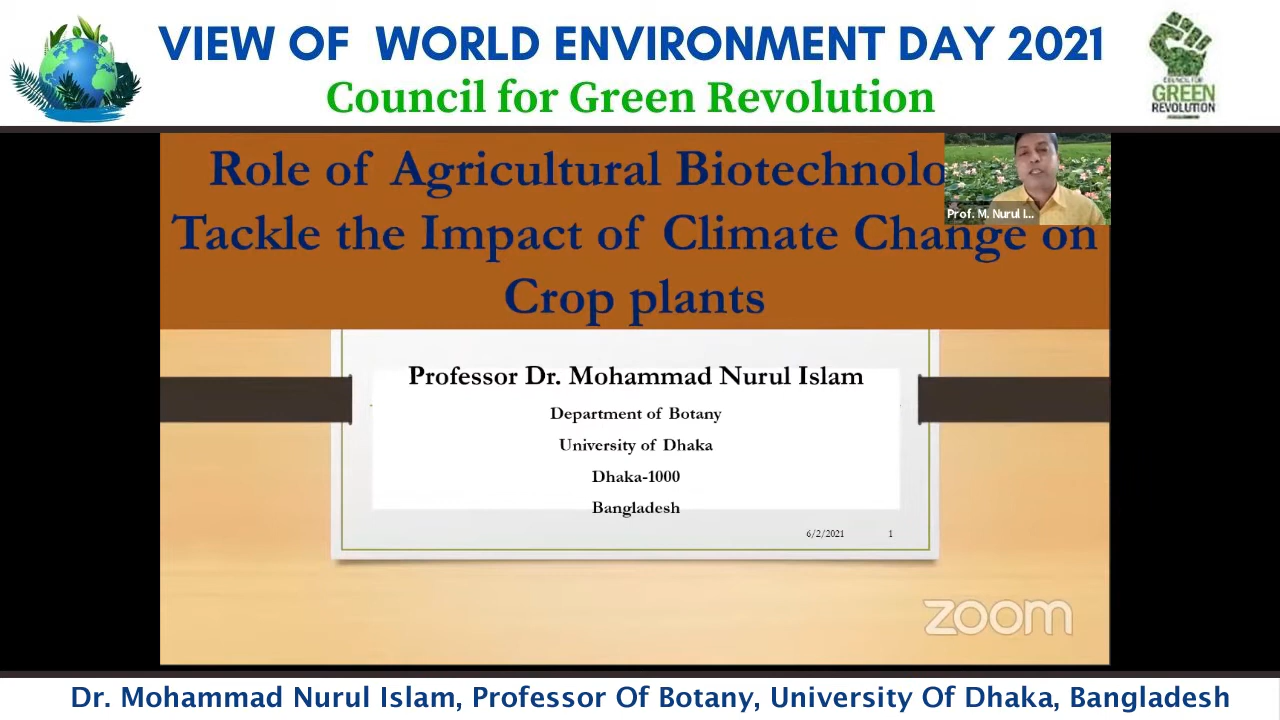 VIEW OF WORLD ENVIRONMENT DAY 2021
Council for Green Revolution
COUNCIL FOR
GREEN
REVOLUTION
Role of Agricultural Biotechnolo
Tackle the Impact of Climate Change on
Crop plants
Prof. M. Nurul I...
Professor Dr. Mohammad Nurul Islam
Department of Botany
University of Dhaka
Dhaka-1000
Bangladesh
6/2/2021 1
zoom
Dr. Mohammad Nurul Islam, Professor Of Botany, University Of Dhaka, Bangladesh